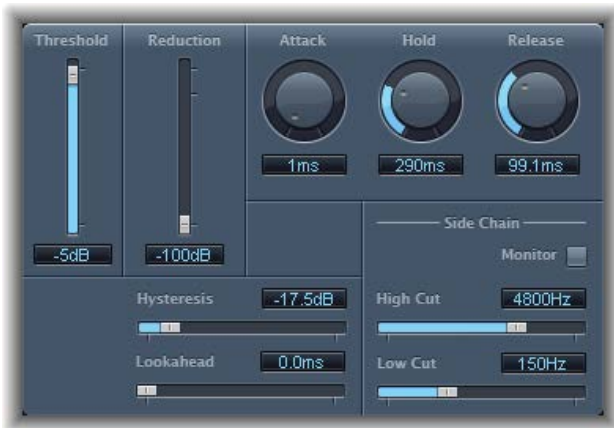 Threshold
Reduction
Attack
Hold
Release
1ms
290ms
99.1ms
-5dB
-100dB
Side Chain
Monitor
Hysteresis
-17.5dB
High Cut
4800Hz
Lookahead
0.0ms
Low Cut
150Hz